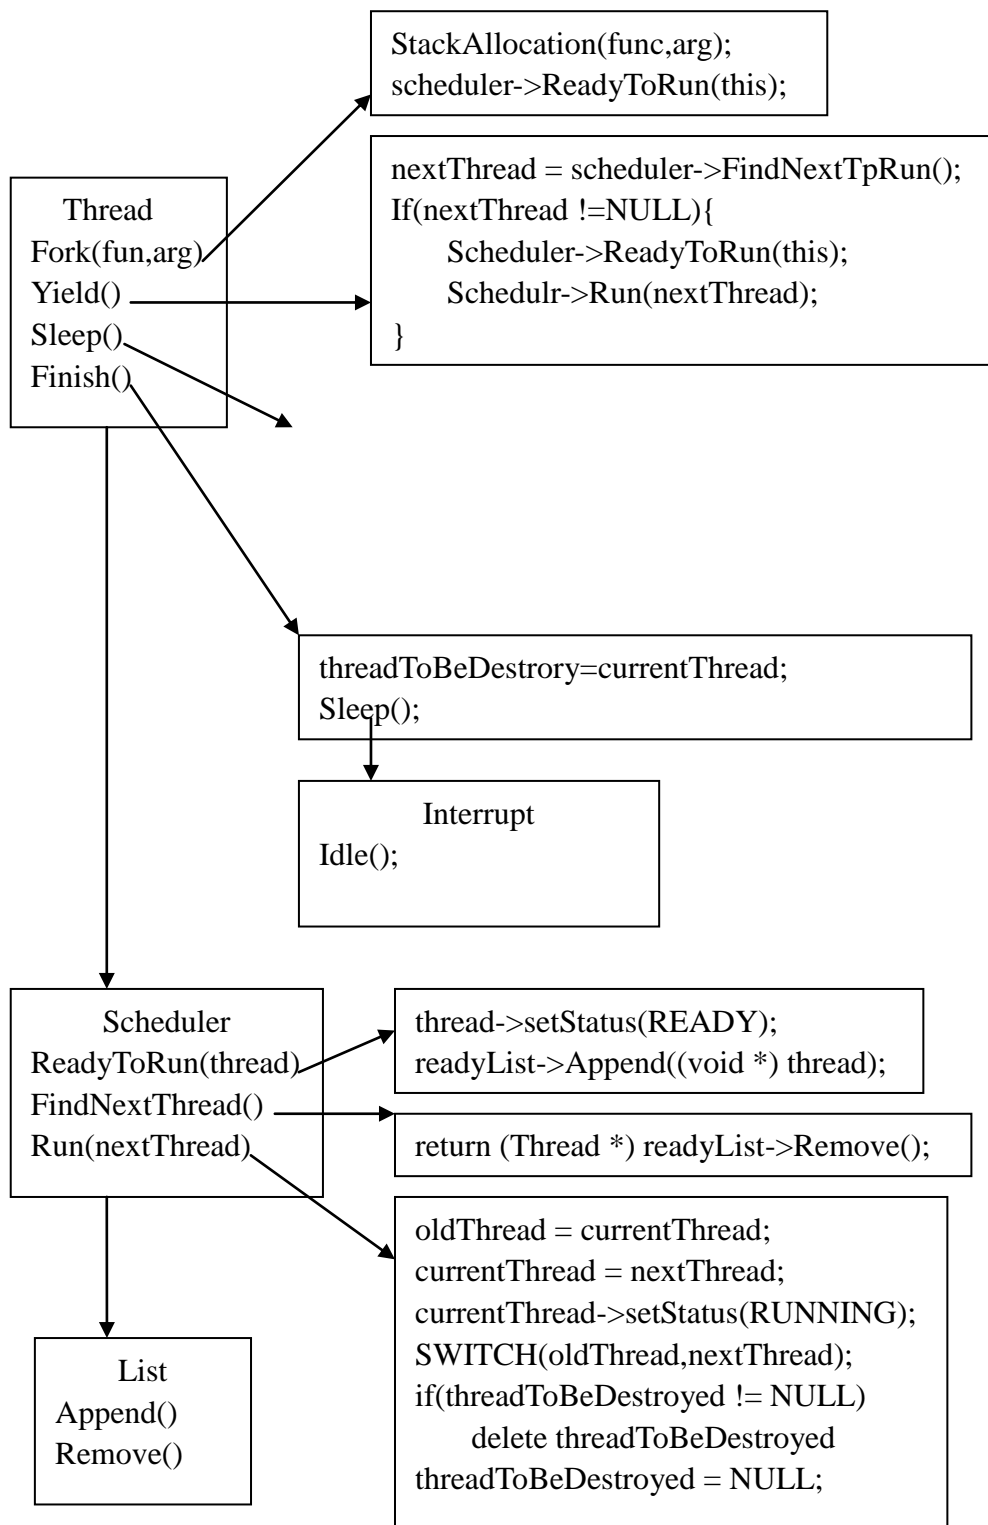 StackAllocation(func,arg);
scheduler->ReadyToRun(this);
nextThread = scheduler->FindNextTpRun();
If(nextThread !=NULL){
Scheduler->ReadyToRun(this);
Schedulr->Run(nextThread);
}
Thread
Fork(fun,arg)
Yield()
Sleep()
Finish()
threadToBeDestrory=currentThread;
Sleep();
Interrupt
Idle();
Scheduler
ReadyToRun(thread)
FindNextThread()
Run(nextThread)
thread->setStatus(READY);
readyList->Append((void *) thread);
return (Thread *) readyList->Remove();
oldThread = currentThread;
currentThread = nextThread;
currentThread->setStatus(RUNNING);
SWITCH(oldThread,nextThread);
if(threadToBeDestroyed != NULL)
delete threadToBeDestroyed
threadToBeDestroyed = NULL;
List
Append()
Remove()